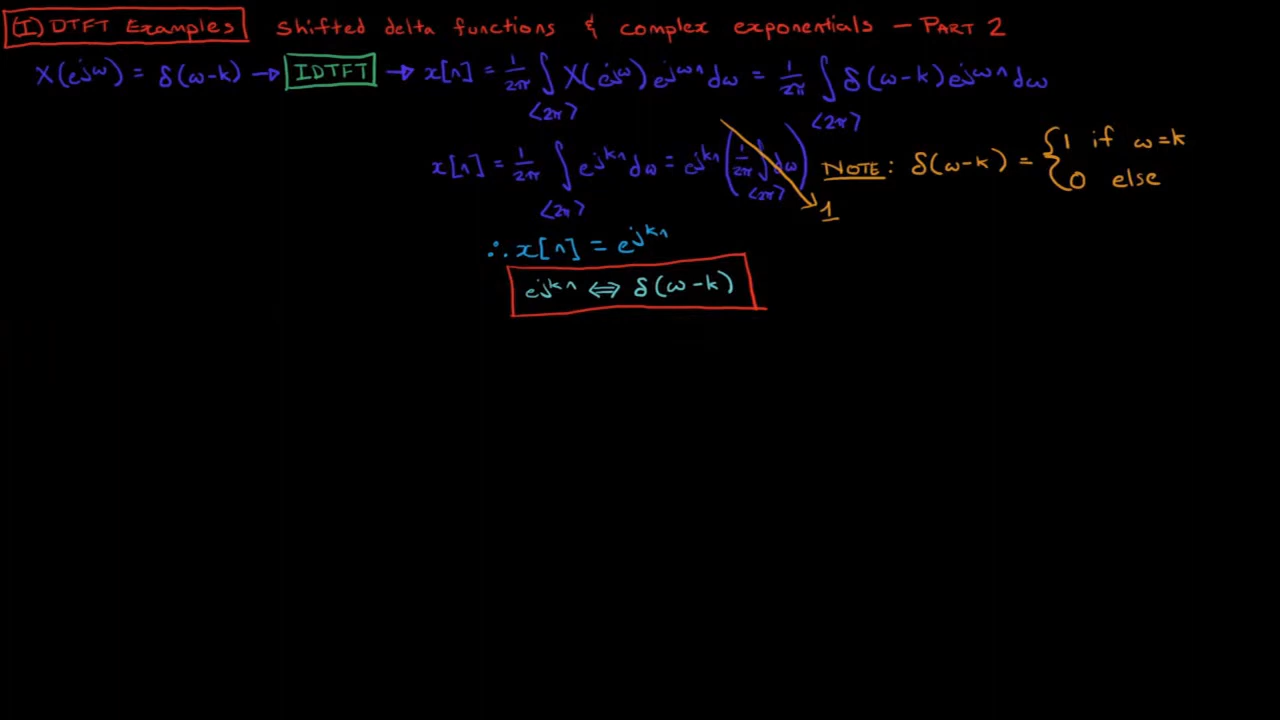 (I) DTFT Examples shifted delta functions & complex exponentials – PART 2
X(e^jω) = δ(ω-k) → IDTFT → x[n] = 1/2π ∫<2π> X(e^jω) e^jωn dω = 1/2π ∫<2π> δ(ω-k) e^jωn dω
x[n] = 1/2π ∫<2π> e^jkn dω = e^jkn (1/2π ∫<2π> dω) 1 NOTE: δ(ω-k) = { 1 if ω=k
0 else
∴ x[n] = e^jkn
e^jkn ⇔ δ(ω-k)